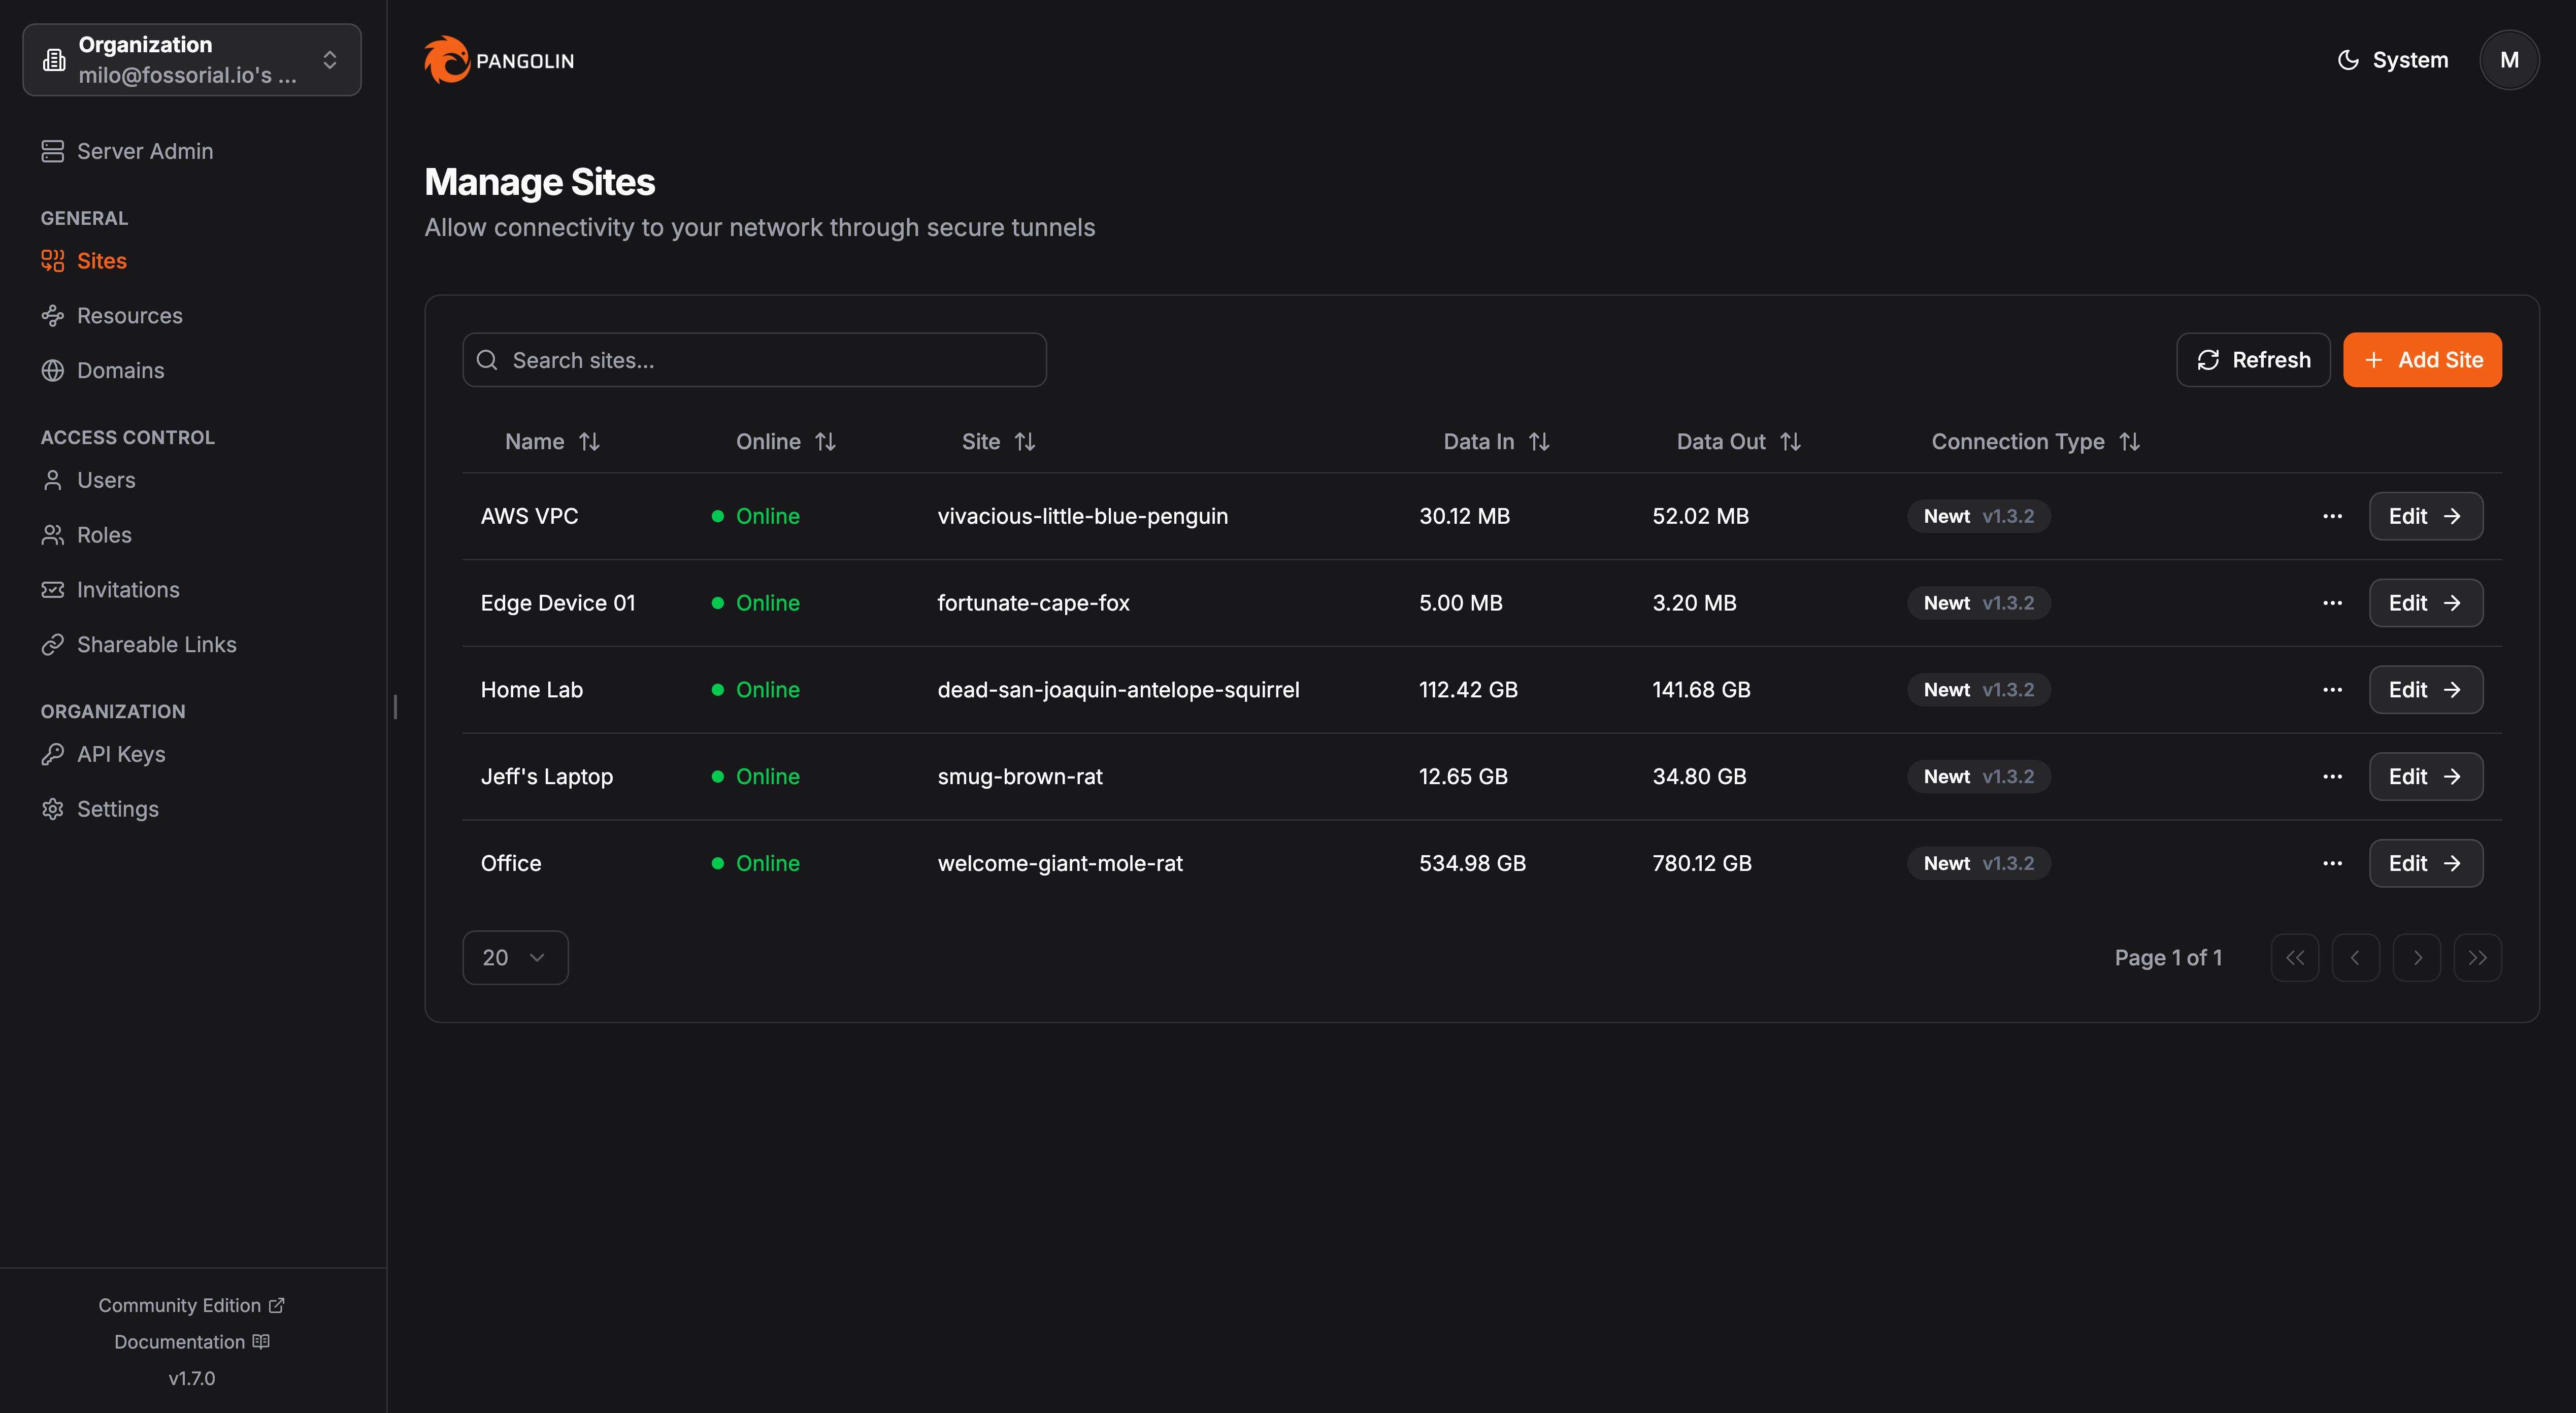 Organization
milo@fossorial.io's ...
Server Admin
GENERAL
Sites
Resources
Domains
ACCESS CONTROL
Users
Roles
Invitations
Shareable Links
ORGANIZATION
API Keys
Settings
Community Edition
Documentation
v1.7.0
PANGOLIN
System
M
Manage Sites
Allow connectivity to your network through secure tunnels
Search sites...
Refresh
Add Site
Name Online Site Data In Data Out Connection Type
AWS VPC Online vivacious-little-blue-penguin 30.12 MB 52.02 MB Newt v1.3.2 Edit
Edge Device 01 Online fortunate-cape-fox 5.00 MB 3.20 MB Newt v1.3.2 Edit
Home Lab Online dead-san-joaquin-antelope-squirrel 112.42 GB 141.68 GB Newt v1.3.2 Edit
Jeff's Laptop Online smug-brown-rat 12.65 GB 34.80 GB Newt v1.3.2 Edit
Office Online welcome-giant-mole-rat 534.98 GB 780.12 GB Newt v1.3.2 Edit
20
Page 1 of 1